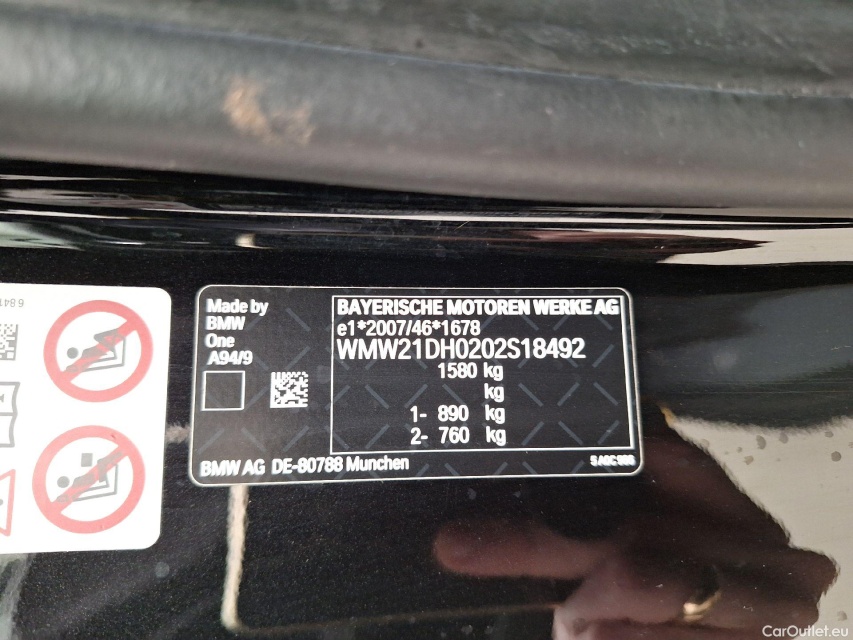 Made by
BMW
One
A94/9
BAYERISCHE MOTOREN WERKE AG
e1*2007/46*1678
WMW21DH0202S18492
1580 kg
kg
1- 890 kg
2- 760 kg
BMW AG DE-80788 Munchen
CarOutlet.eu